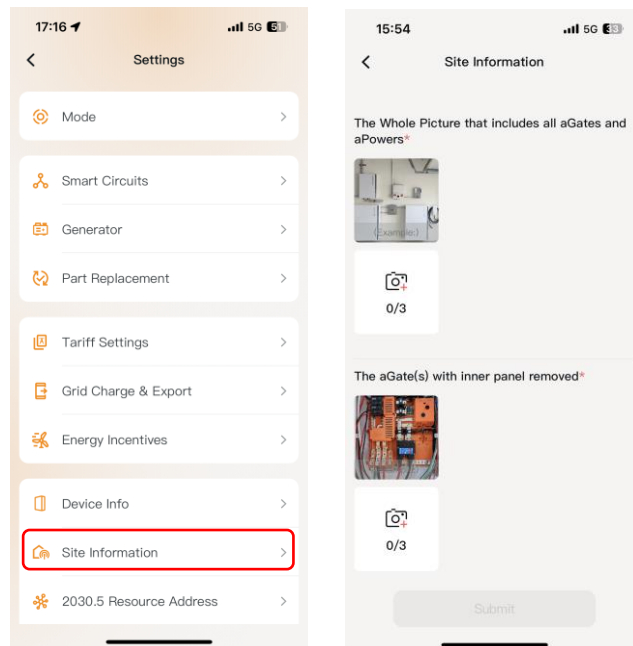 17:16
5G 51
Settings
Mode
Smart Circuits
Generator
Part Replacement
Tariff Settings
Grid Charge & Export
Energy Incentives
Device Info
Site Information
2030.5 Resource Address
15:54
5G 33
Site Information
The Whole Picture that includes all aGates and
aPowers*
(Example:)
0/3
The aGate(s) with inner panel removed*
0/3
Submit